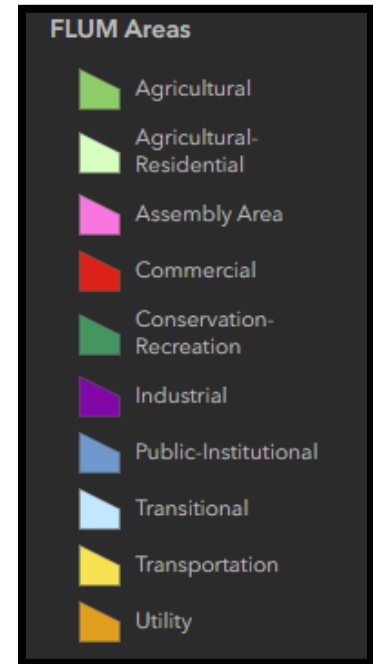 FLUM Areas
Agricultural
Agricultural-
Residential
Assembly Area
Commercial
Conservation-
Recreation
Industrial
Public-Institutional
Transitional
Transportation
Utility